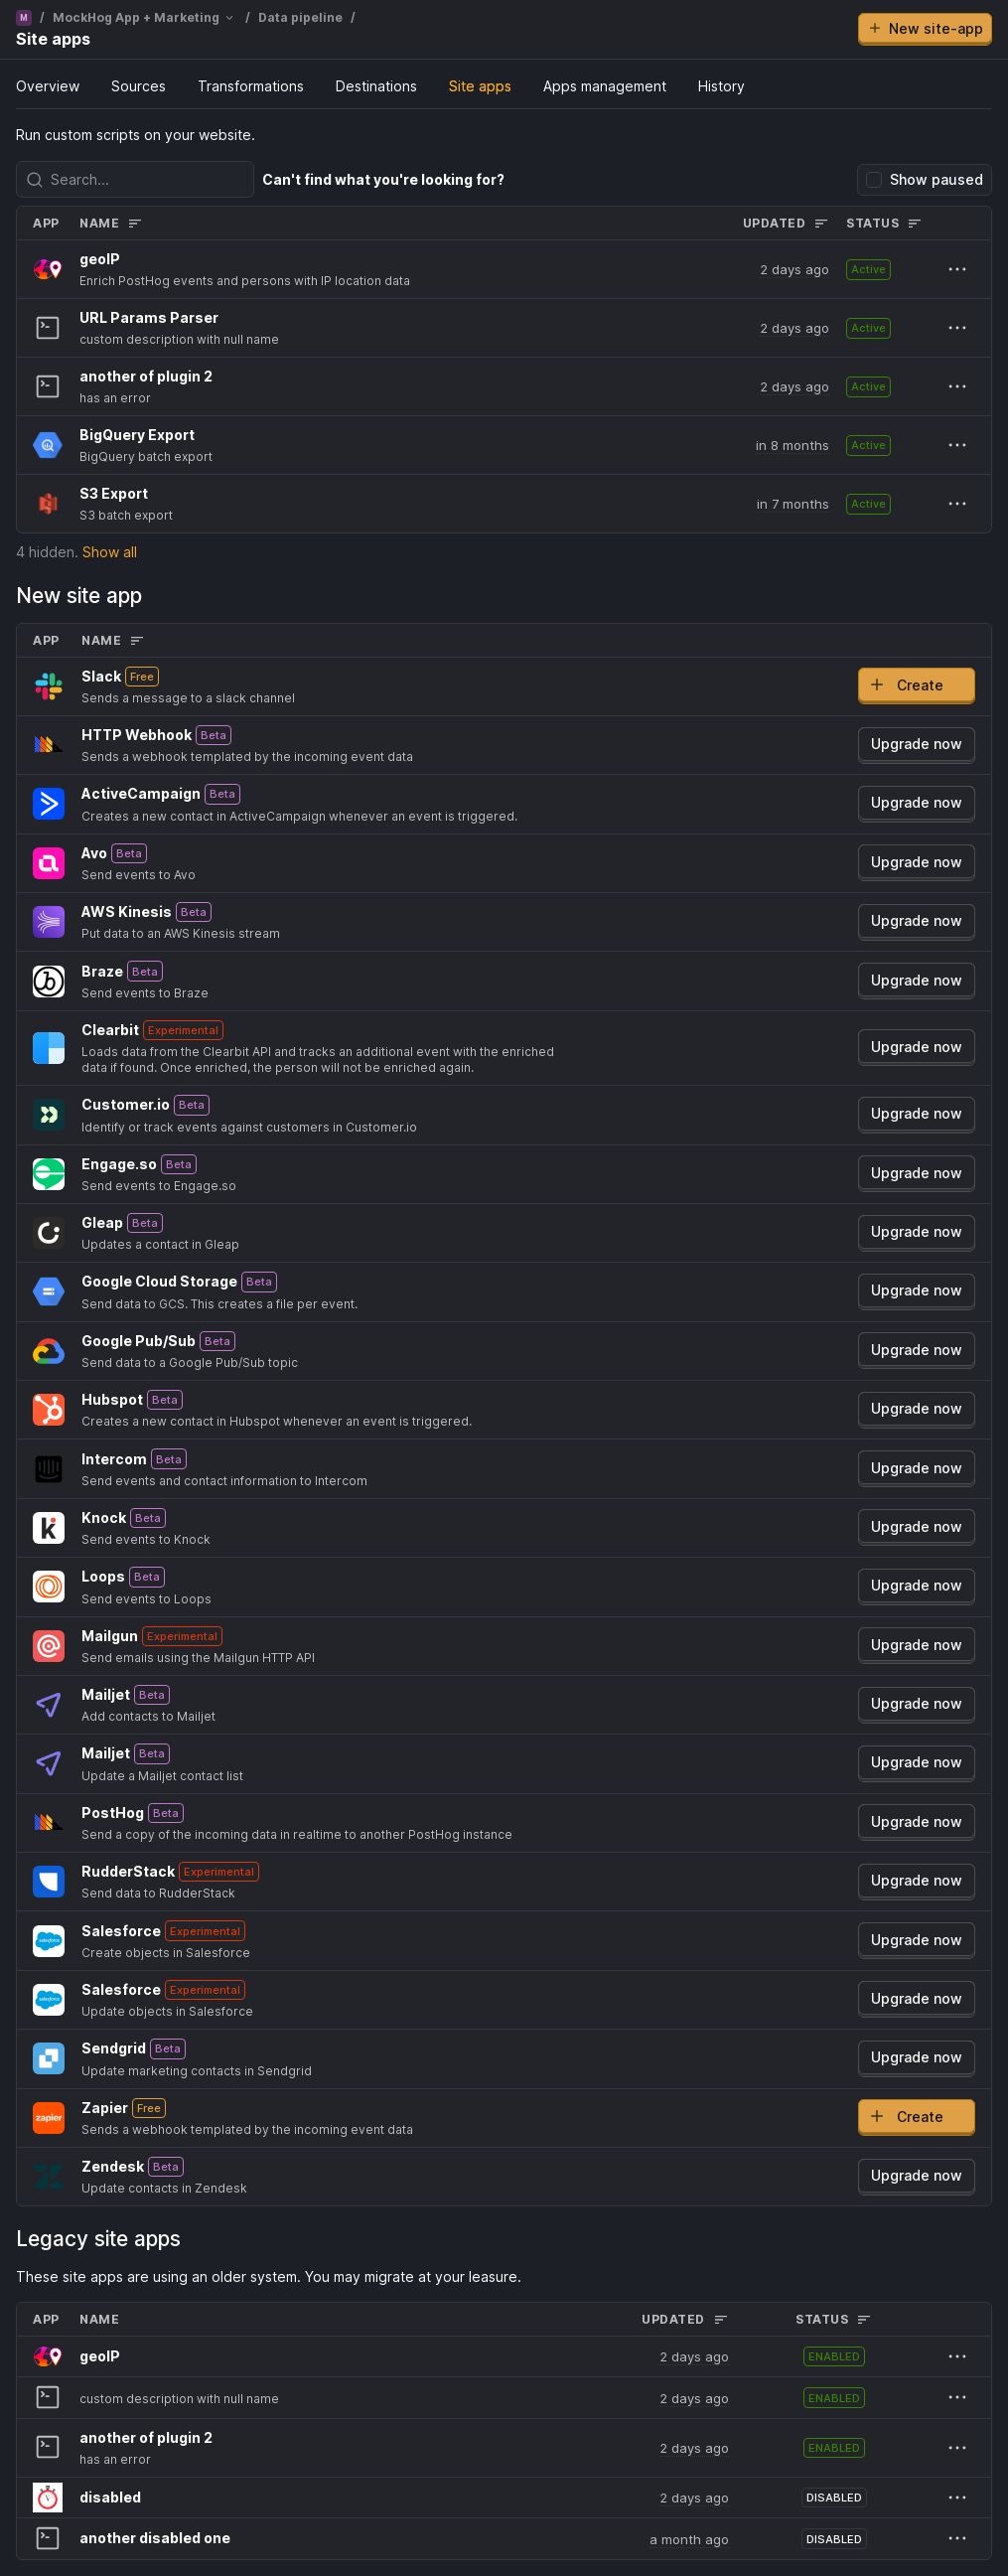 M / MockHog App + Marketing / Data pipeline /
Site apps
New site-app
Overview Sources Transformations Destinations Site apps Apps management History
Run custom scripts on your website.
Search... Can't find what you're looking for? Show paused
APP NAME UPDATED STATUS
geoIP
Enrich PostHog events and persons with IP location data
2 days ago Active
URL Params Parser
custom description with null name
2 days ago Active
another of plugin 2
has an error
2 days ago Active
BigQuery Export
BigQuery batch export
in 8 months Active
S3 Export
S3 batch export
in 7 months Active
4 hidden. Show all
New site app
APP NAME
Slack Free
Sends a message to a slack channel
Create
HTTP Webhook Beta
Sends a webhook templated by the incoming event data
Upgrade now
ActiveCampaign Beta
Creates a new contact in ActiveCampaign whenever an event is triggered.
Upgrade now
Avo Beta
Send events to Avo
Upgrade now
AWS Kinesis Beta
Put data to an AWS Kinesis stream
Upgrade now
Braze Beta
Send events to Braze
Upgrade now
Clearbit Experimental
Loads data from the Clearbit API and tracks an additional event with the enriched
data if found. Once enriched, the person will not be enriched again.
Upgrade now
Customer.io Beta
Identify or track events against customers in Customer.io
Upgrade now
Engage.so Beta
Send events to Engage.so
Upgrade now
Gleap Beta
Updates a contact in Gleap
Upgrade now
Google Cloud Storage Beta
Send data to GCS. This creates a file per event.
Upgrade now
Google Pub/Sub Beta
Send data to a Google Pub/Sub topic
Upgrade now
Hubspot Beta
Creates a new contact in Hubspot whenever an event is triggered.
Upgrade now
Intercom Beta
Send events and contact information to Intercom
Upgrade now
Knock Beta
Send events to Knock
Upgrade now
Loops Beta
Send events to Loops
Upgrade now
Mailgun Experimental
Send emails using the Mailgun HTTP API
Upgrade now
Mailjet Beta
Add contacts to Mailjet
Upgrade now
Mailjet Beta
Update a Mailjet contact list
Upgrade now
PostHog Beta
Send a copy of the incoming data in realtime to another PostHog instance
Upgrade now
RudderStack Experimental
Send data to RudderStack
Upgrade now
Salesforce Experimental
Create objects in Salesforce
Upgrade now
Salesforce Experimental
Update objects in Salesforce
Upgrade now
Sendgrid Beta
Update marketing contacts in Sendgrid
Upgrade now
zapier
Zapier Free
Sends a webhook templated by the incoming event data
Create
Zendesk Beta
Update contacts in Zendesk
Upgrade now
Legacy site apps
These site apps are using an older system. You may migrate at your leasure.
APP NAME UPDATED STATUS
geoIP 2 days ago ENABLED
custom description with null name 2 days ago ENABLED
another of plugin 2
has an error
2 days ago ENABLED
disabled 2 days ago DISABLED
another disabled one a month ago DISABLED